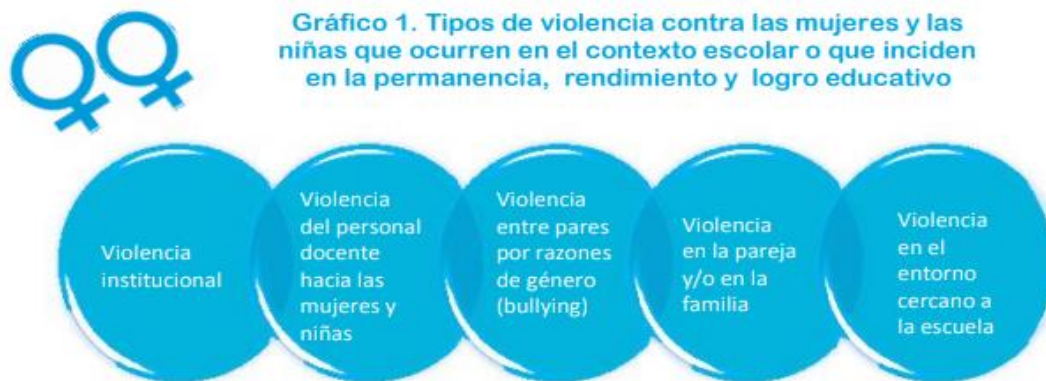 Gráfico 1. Tipos de violencia contra las mujeres y las
niñas que ocurren en el contexto escolar o que inciden
en la permanencia, rendimiento y logro educativo
Violencia
institucional
Violencia
del personal
docente
hacia las
mujeres y
niñas
Violencia
entre pares
por razones
de género
(bullying)
Violencia
en la pareja
y/o en la
familia
Violencia
en el
entorno
cercano a
la escuela